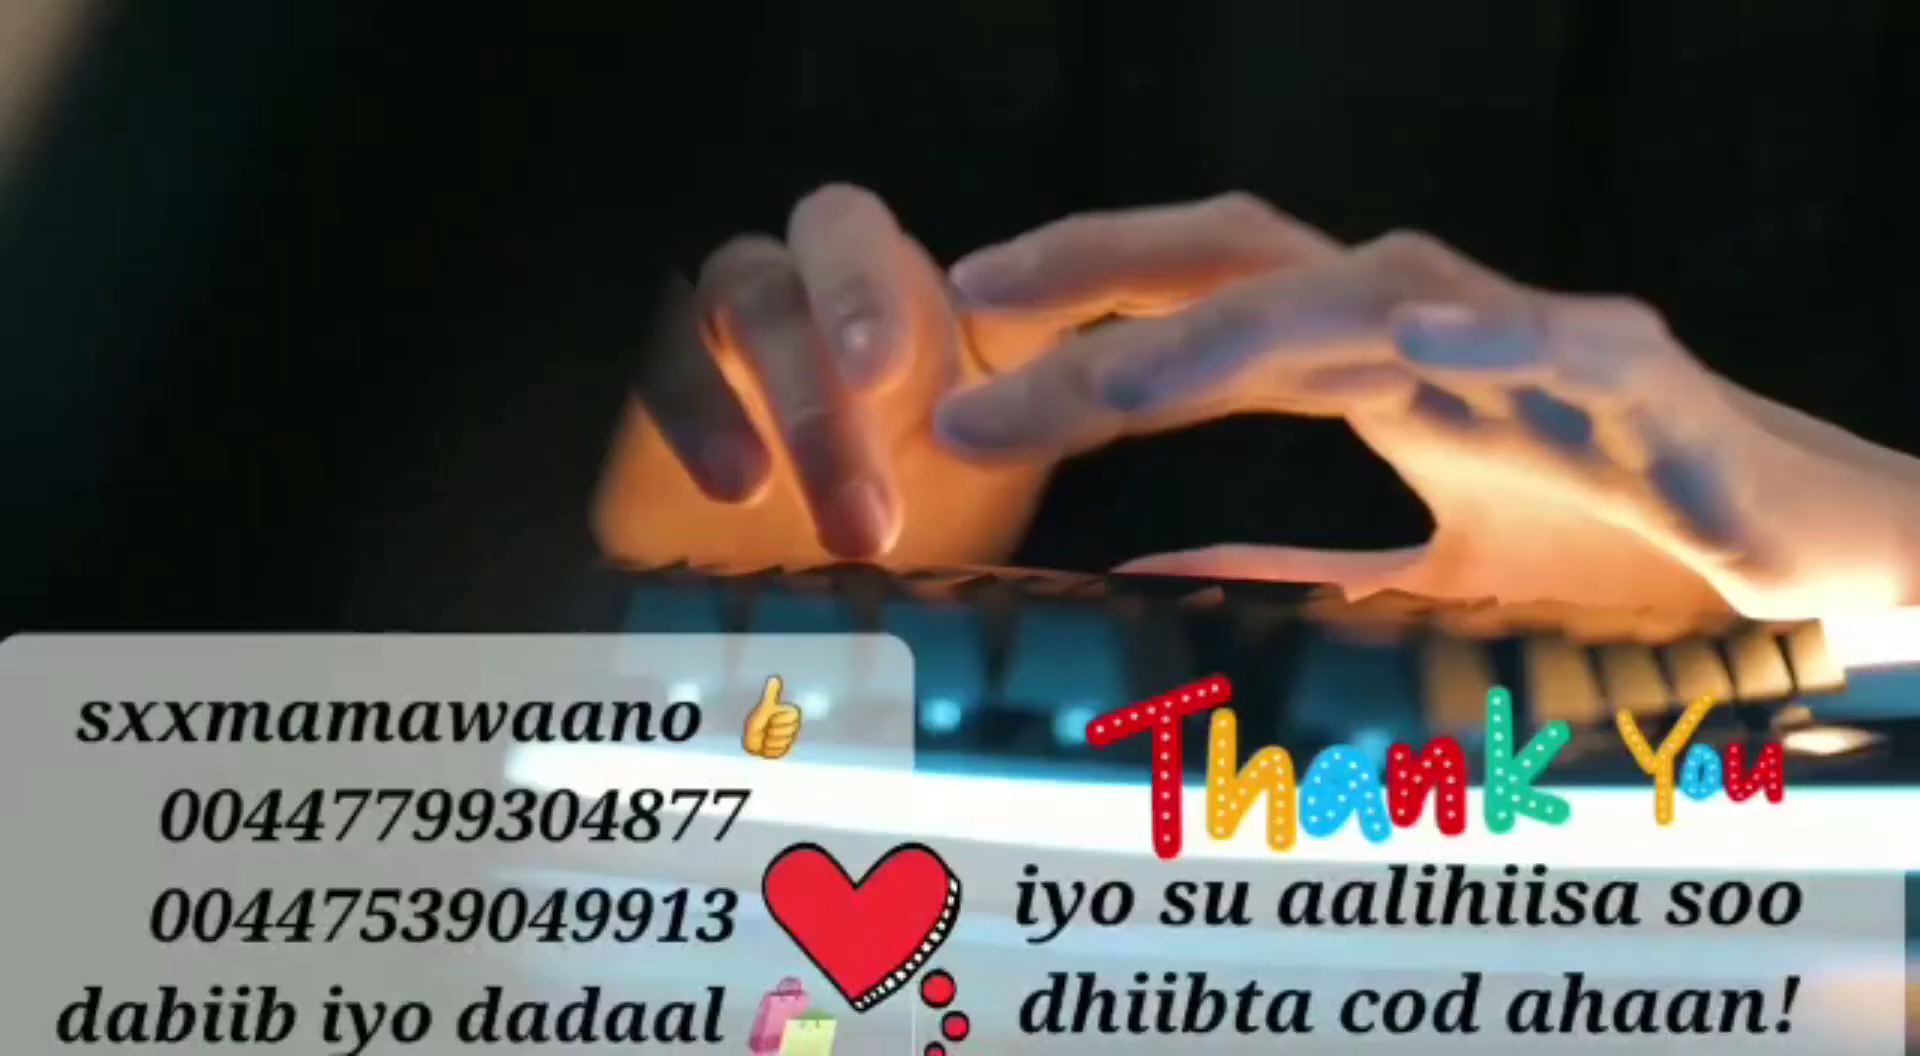 sxxmamawaano 👍
00447799304877
00447539049913
dabiib iyo dadaal
Thank You
iyo su aalihiisa soo
dhiibta cod ahaan!